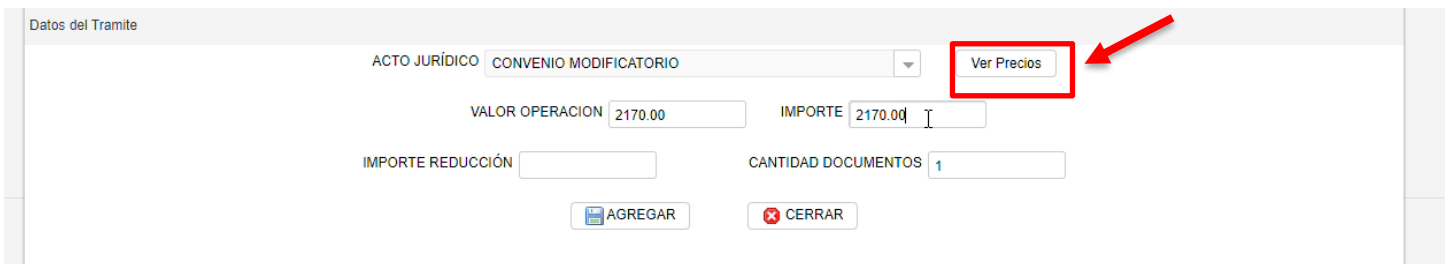 Datos del Tramite
ACTO JURÍDICO CONVENIO MODIFICATORIO Ver Precios
VALOR OPERACION 2170.00 IMPORTE 2170.00
IMPORTE REDUCCIÓN CANTIDAD DOCUMENTOS 1
AGREGAR CERRAR